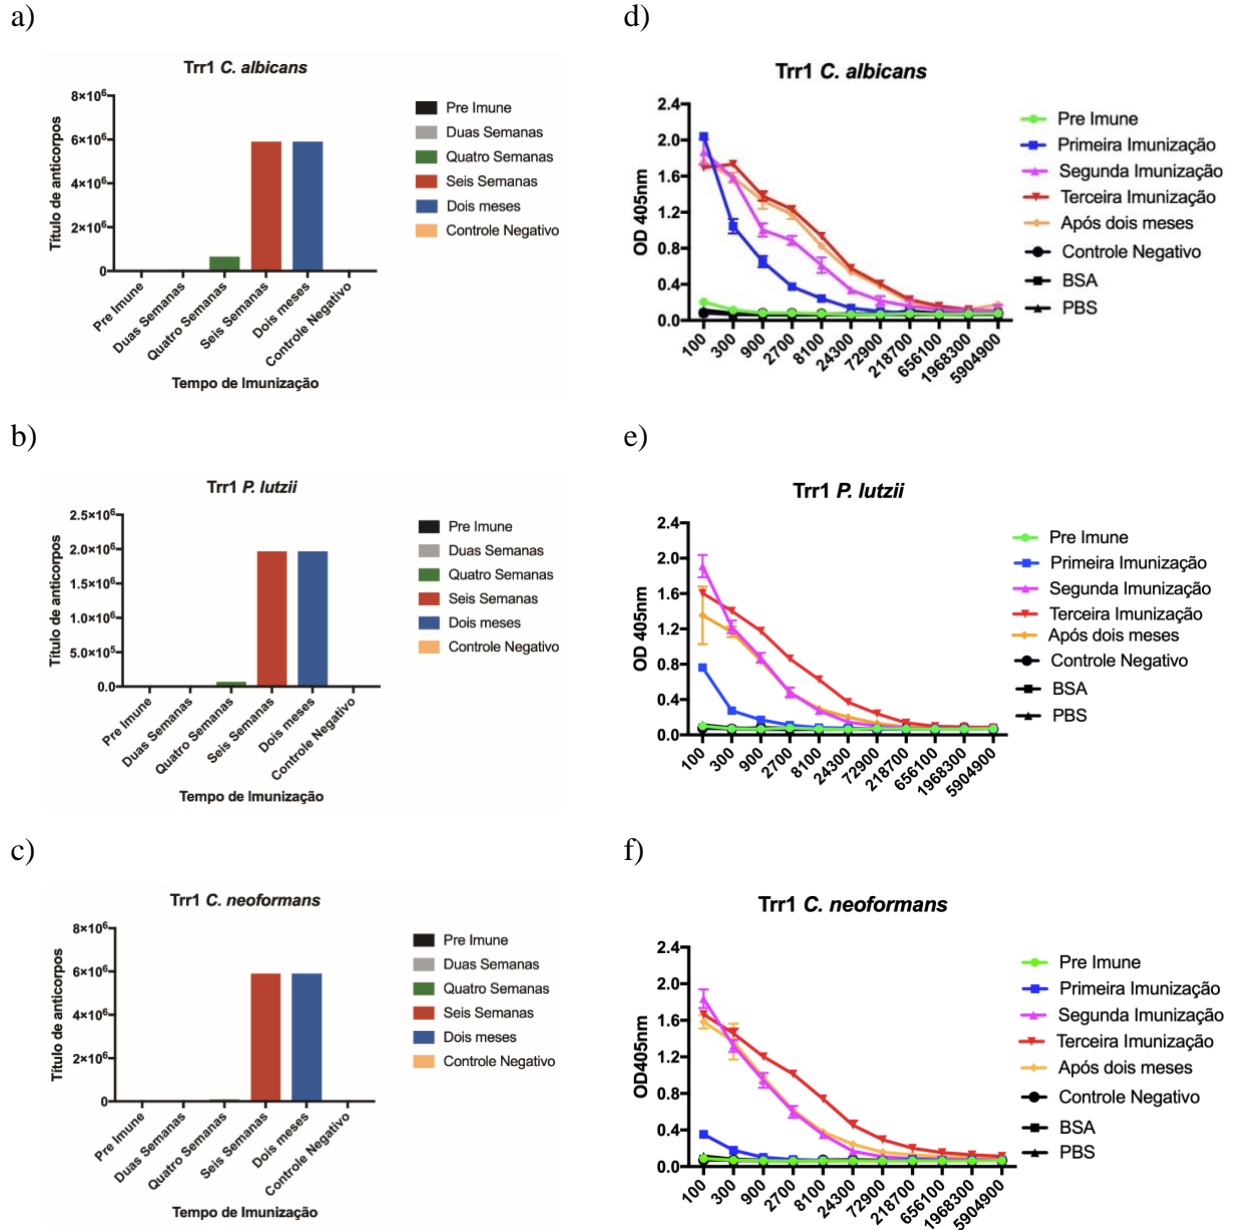 a)
Trr1 C. albicans
Título de anticorpos
8×10⁶
6×10⁶
4×10⁶
2×10⁶
0
Pre Imune
Duas Semanas
Quatro Semanas
Seis Semanas
Dois meses
Controle Negativo
Tempo de Imunização
Pre Imune
Duas Semanas
Quatro Semanas
Seis Semanas
Dois meses
Controle Negativo
d)
Trr1 C. albicans
OD 405nm
2.4
2.0
1.6
1.2
0.8
0.4
0.0
100
300
900
2700
8100
24300
72900
218700
656100
1968300
5904900
Pre Imune
Primeira Imunização
Segunda Imunização
Terceira Imunização
Após dois meses
Controle Negativo
BSA
PBS
b)
Trr1 P. lutzii
Título de anticorpos
2.5×10⁶
2.0×10⁶
1.5×10⁶
1.0×10⁶
5.0×10⁵
0.0
Pre Imune
Duas Semanas
Quatro Semanas
Seis Semanas
Dois meses
Controle Negativo
Tempo de Imunização
Pre Imune
Duas Semanas
Quatro Semanas
Seis Semanas
Dois meses
Controle Negativo
e)
Trr1 P. lutzii
OD 405nm
2.4
2.0
1.6
1.2
0.8
0.4
0.0
100
300
900
2700
8100
24300
72900
218700
656100
1968300
5904900
Pre Imune
Primeira Imunização
Segunda Imunização
Terceira Imunização
Após dois meses
Controle Negativo
BSA
PBS
c)
Trr1 C. neoformans
Título de anticorpos
8×10⁶
6×10⁶
4×10⁶
2×10⁶
0
Pre Imune
Duas Semanas
Quatro Semanas
Seis Semanas
Dois meses
Controle Negativo
Tempo de Imunização
Pre Imune
Duas Semanas
Quatro Semanas
Seis Semanas
Dois meses
Controle Negativo
f)
Trr1 C. neoformans
OD405nm
2.4
2.0
1.6
1.2
0.8
0.4
0.0
100
300
900
2700
8100
24300
72900
218700
656100
1968300
5904900
Pre Imune
Primeira Imunização
Segunda Imunização
Terceira Imunização
Após dois meses
Controle Negativo
BSA
PBS